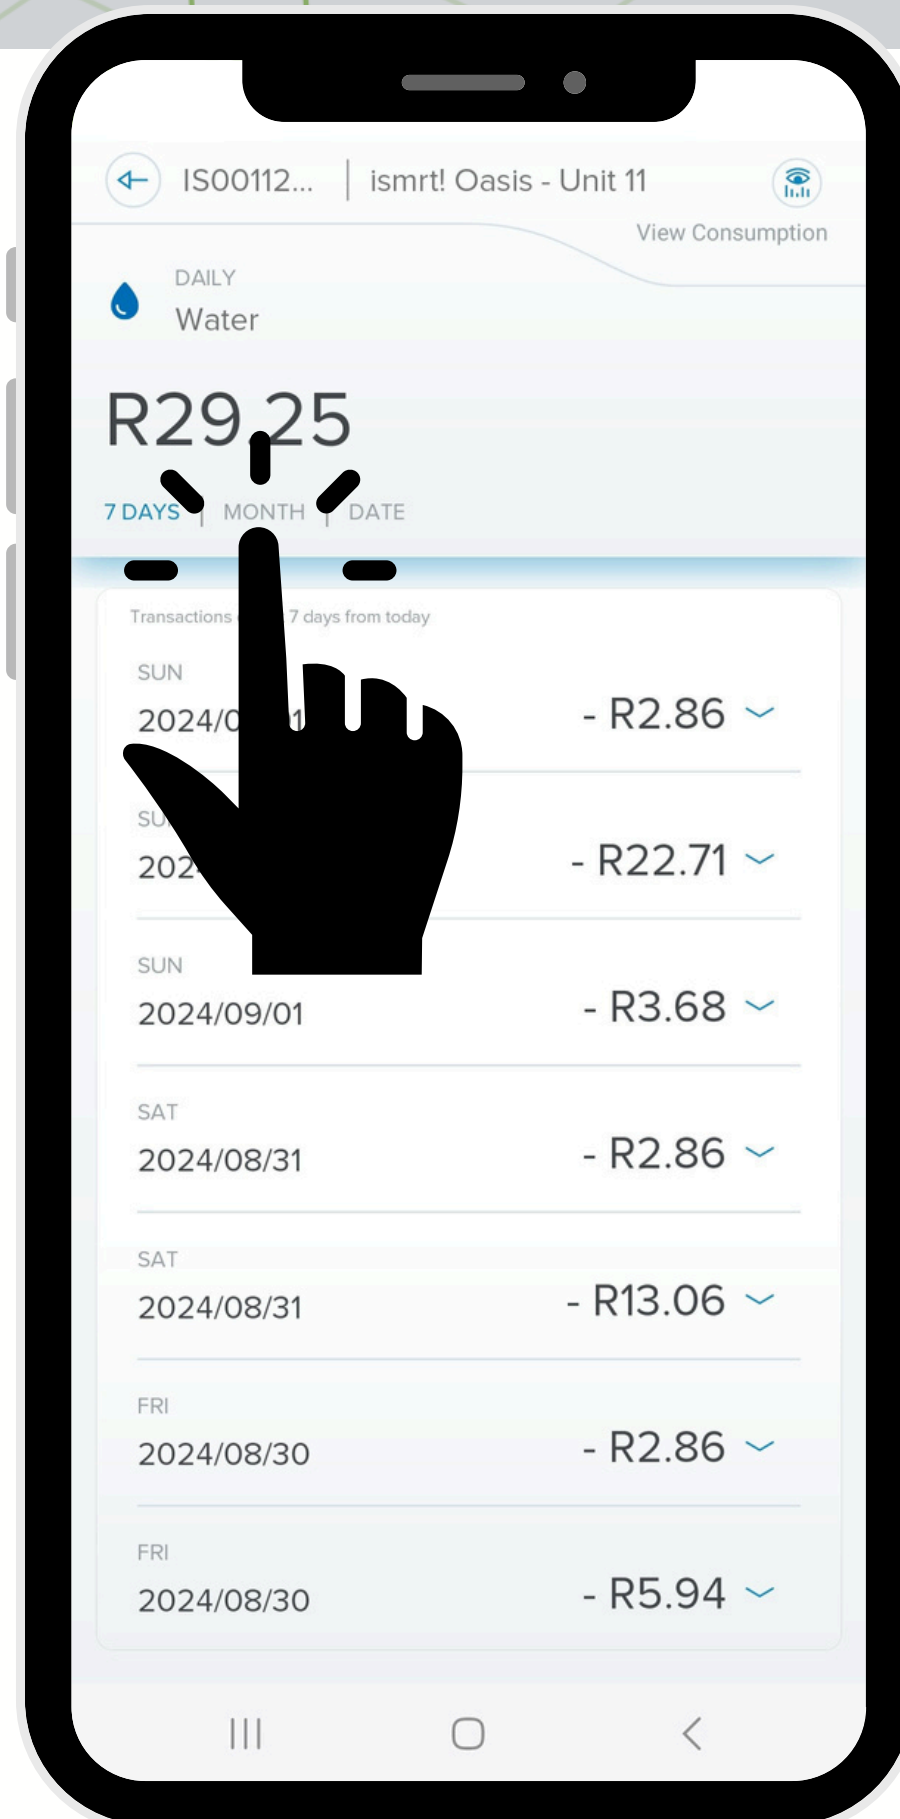 IS00112... | ismrt! Oasis - Unit 11
View Consumption
DAILY
Water
R29.25
7 DAYS | MONTH | DATE
Transactions 7 days from today
SUN
- R2.86
- R22.71
SUN
2024/09/01
- R3.68
SAT
2024/08/31
- R2.86
SAT
2024/08/31
- R13.06
FRI
2024/08/30
- R2.86
FRI
2024/08/30
- R5.94